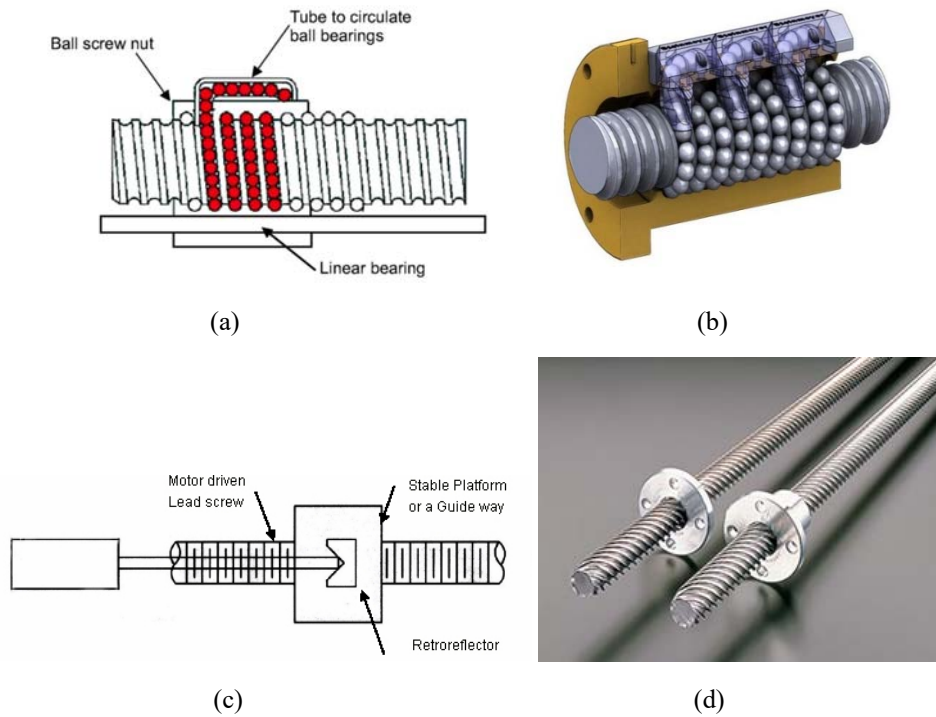 Tube to circulate
ball bearings
Ball screw nut
Linear bearing
(a)
(b)
Motor driven
Lead screw
Stable Platform
or a Guide way
Retroreflector
(c)
(d)